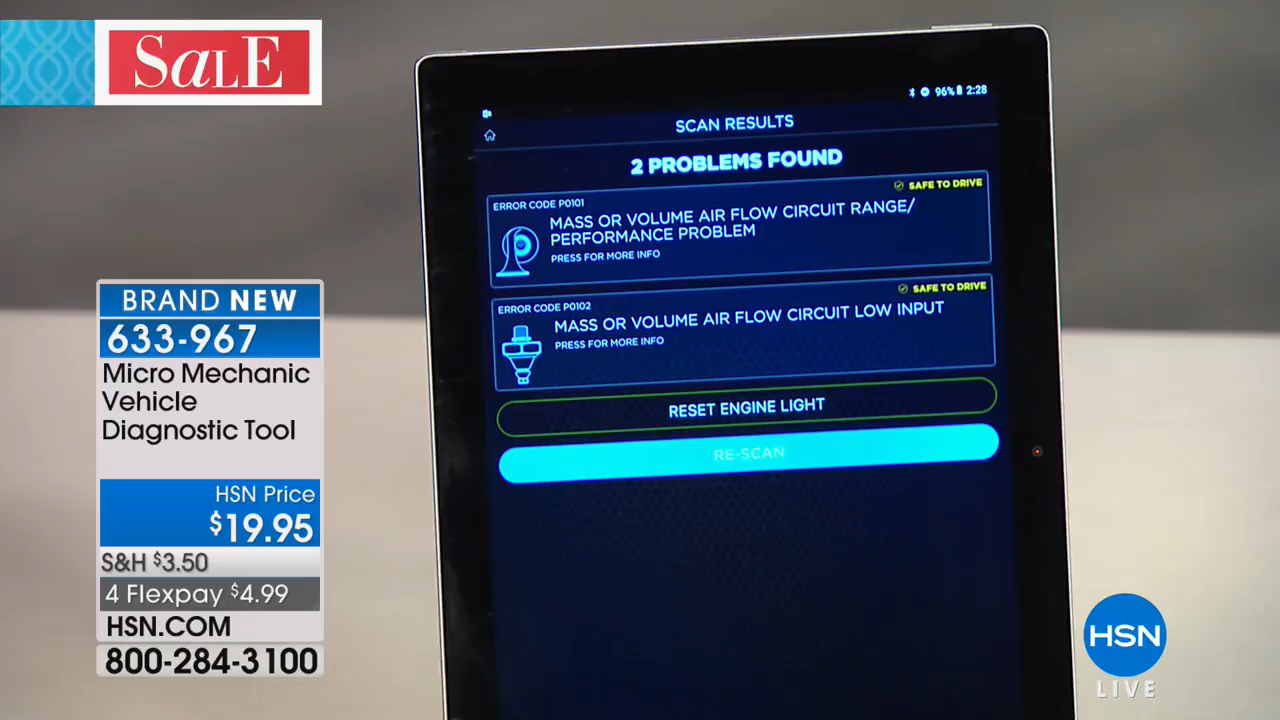 SALE
BRAND NEW
633-967
Micro Mechanic
Vehicle
Diagnostic Tool
HSN Price
$19.95
S&H $3.50
4 Flexpay $4.99
HSN.COM
800-284-3100
96% 2:28
SCAN RESULTS
2 PROBLEMS FOUND
SAFE TO DRIVE
ERROR CODE P0101
MASS OR VOLUME AIR FLOW CIRCUIT RANGE/
PERFORMANCE PROBLEM
PRESS FOR MORE INFO
SAFE TO DRIVE
ERROR CODE P0102
MASS OR VOLUME AIR FLOW CIRCUIT LOW INPUT
PRESS FOR MORE INFO
RESET ENGINE LIGHT
RE-SCAN
HSN
LIVE